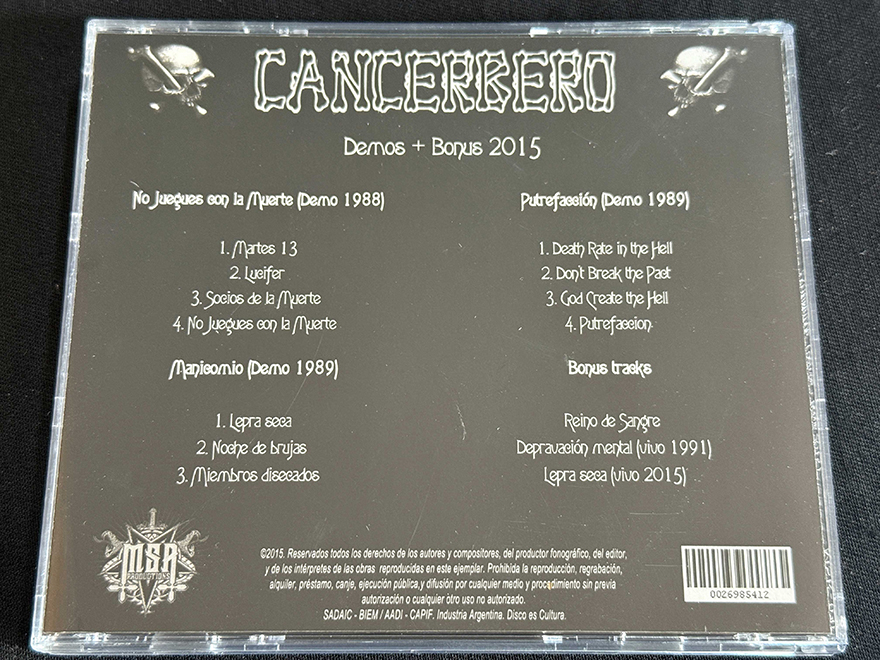 CANCERBERO
Demos + Bonus 2015
No Juegues con la Muerte (Demo 1988)
1. Martes 13
2. Lucifer
3. Socios de la Muerte
4. No Juegues con la Muerte
Manicomio (Demo 1989)
1. Lepra seca
2. Noche de brujas
3. Miembros disecados
Putrefacción (Demo 1989)
1. Death Rate in the Hell
2. Don't Break the Pact
3. God Create the Hell
4. Putrefaccion
Bonus tracks
Reino de Sangre
Depravación mental (vivo 1991)
Lepra seca (vivo 2015)
MSR
PRODUCTIONS
©2015. Reservados todos los derechos de los autores y compositores, del productor fonográfico, del editor,
y de los intérpretes de las obras reproducidas en este ejemplar. Prohibida la reproducción, regrabación,
alquiler, préstamo, canje, ejecución pública,y difusión por cualquier medio y procedimiento sin previa
autorización o cualquier otro uso no autorizado.
SADAIC - BIEM / AADI - CAPIF. Industria Argentina. Disco es Cultura.
0026985412